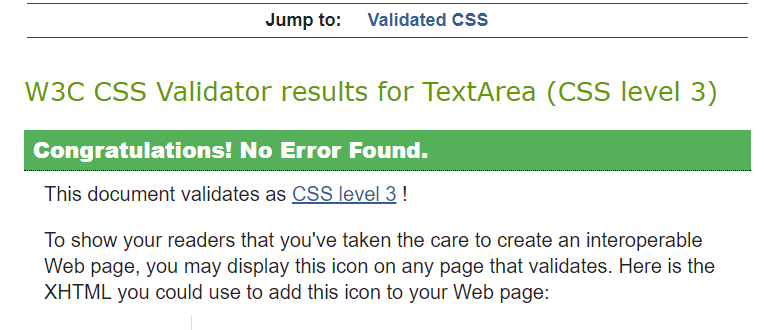 Jump to: Validated CSS
W3C CSS Validator results for TextArea (CSS level 3)
Congratulations! No Error Found.
This document validates as CSS level 3 !
To show your readers that you've taken the care to create an interoperable
Web page, you may display this icon on any page that validates. Here is the
XHTML you could use to add this icon to your Web page: